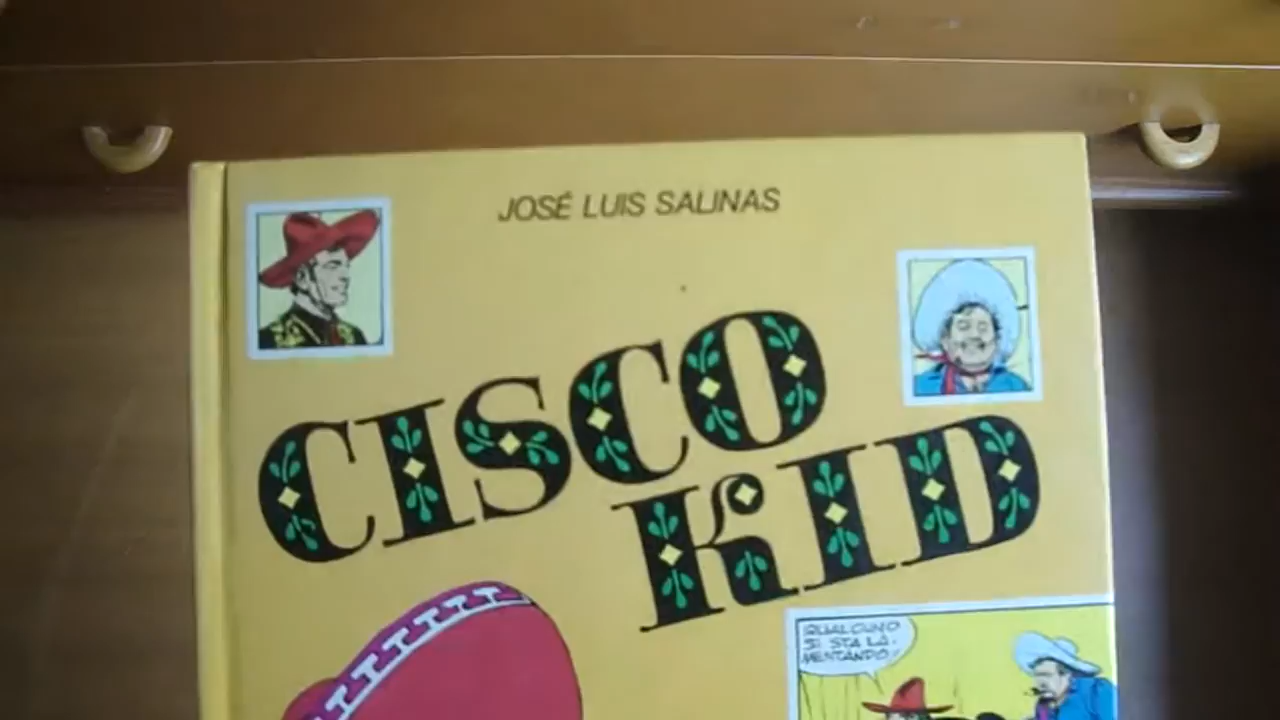 JOSÉ LUIS SALINAS
CISCO
KID
QUALCUNO
SI STA LA-
MENTANDO!